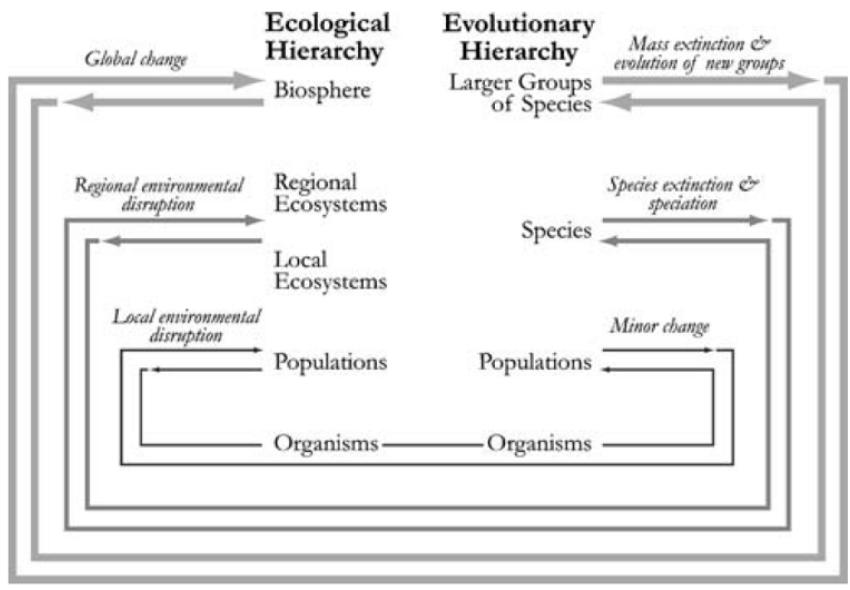 Ecological
Hierarchy
Evolutionary
Hierarchy
Global change
Biosphere
Larger Groups
of Species
Mass extinction &
evolution of new groups
Regional environmental
disruption
Regional
Ecosystems
Species
Species extinction &
speciation
Local
Ecosystems
Local environmental
disruption
Populations
Populations
Minor change
Organisms
Organisms